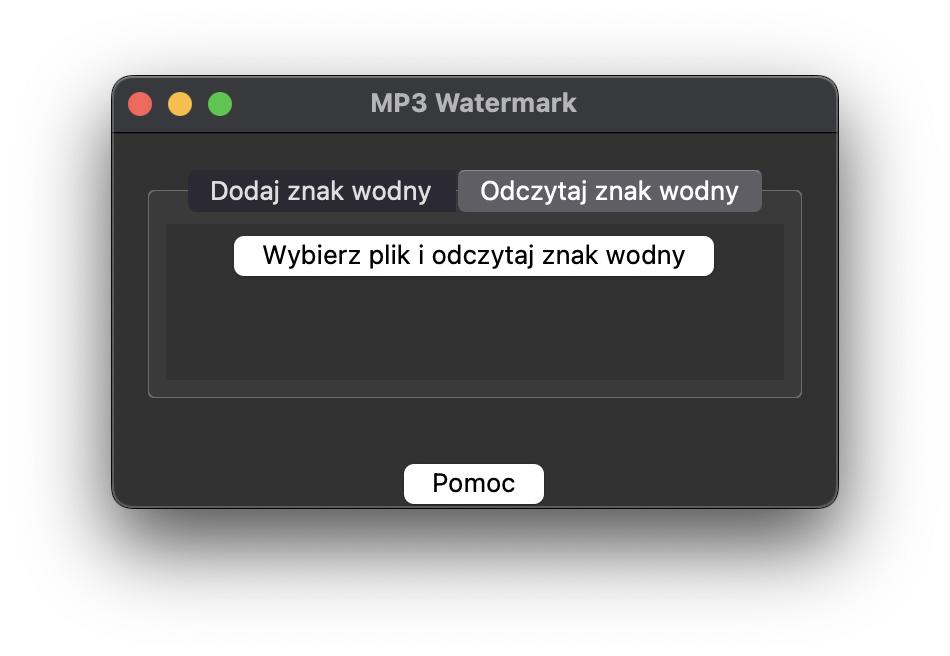 MP3 Watermark
Dodaj znak wodny
Odczytaj znak wodny
Wybierz plik i odczytaj znak wodny
Pomoc